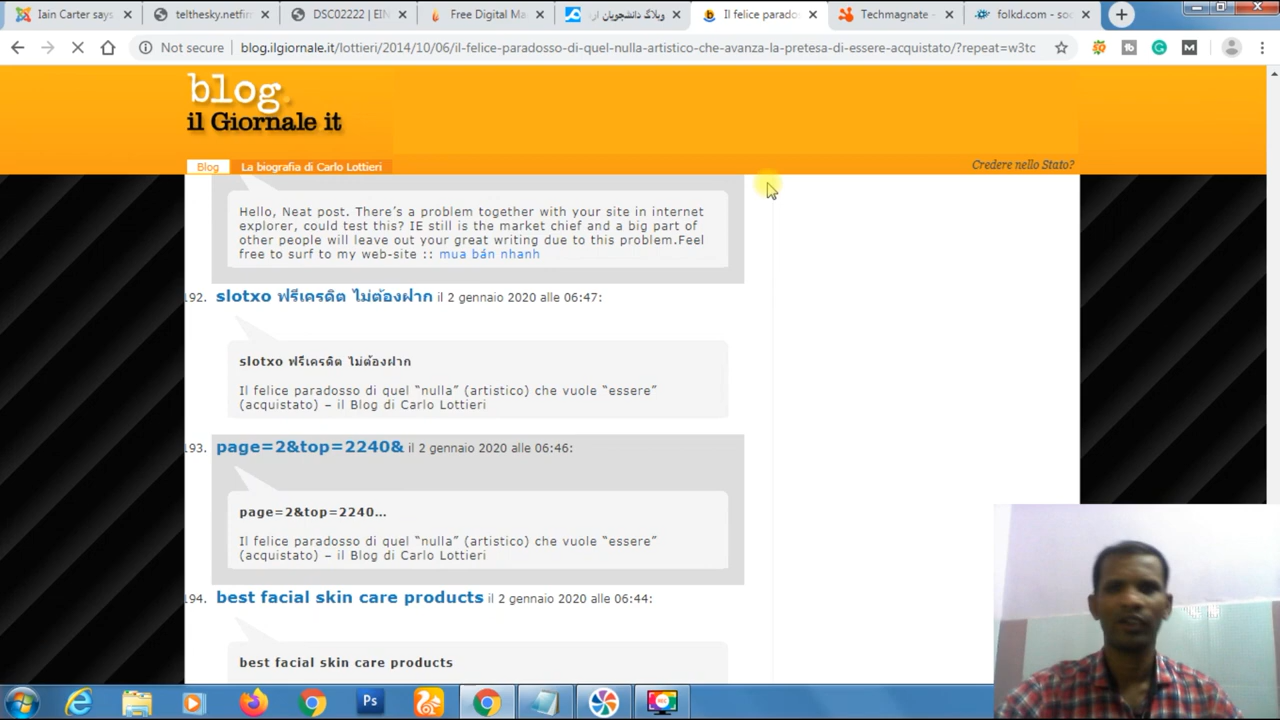 Iain Carter says
telthesky.netfirm
DSC02222 | EIN
Free Digital Ma
وبلاگ دانشجویان ار
Il felice parados
Techmagnate -
folkd.com - soc
Not secure
blog.ilgiornale.it/lottieri/2014/10/06/il-felice-paradosso-di-quel-nulla-artistico-che-avanza-la-pretesa-di-essere-acquistato/?repeat=w3tc
blog.
il Giornale it
Blog
La biografia di Carlo Lottieri
Credere nello Stato?
Hello, Neat post. There's a problem together with your site in internet
explorer, could test this? IE still is the market chief and a big part of
other people will leave out your great writing due to this problem.Feel
free to surf to my web-site :: mua bán nhanh
192. slotxo ฟรีเครดิต ไม่ต้องฝาก il 2 gennaio 2020 alle 06:47:
slotxo ฟรีเครดิต ไม่ต้องฝาก
Il felice paradosso di quel “nulla” (artistico) che vuole “essere”
(acquistato) – il Blog di Carlo Lottieri
193. page=2&top=2240& il 2 gennaio 2020 alle 06:46:
page=2&top=2240...
Il felice paradosso di quel “nulla” (artistico) che vuole “essere”
(acquistato) – il Blog di Carlo Lottieri
194. best facial skin care products il 2 gennaio 2020 alle 06:44:
best facial skin care products
Ps